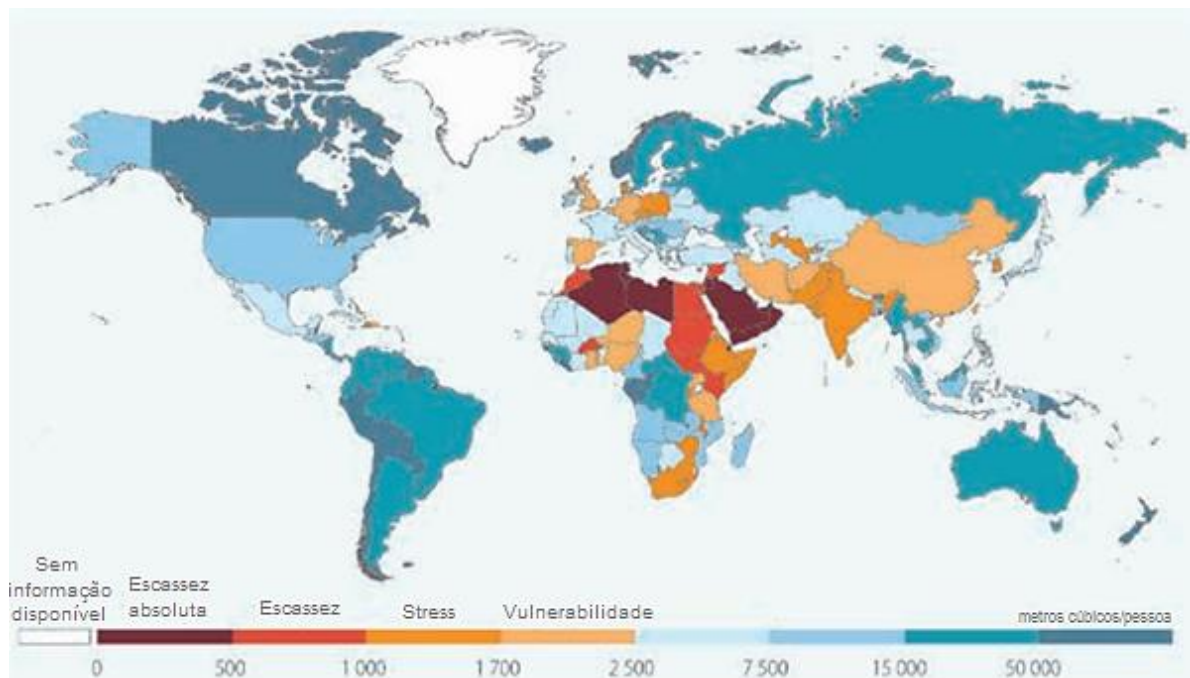 Sem
informação
disponível
Escassez
absoluta
Escassez
Stress
Vulnerabilidade
metros cúbicos/pessoa
0 500 1 000 1 700 2 500 7 500 15 000 50 000